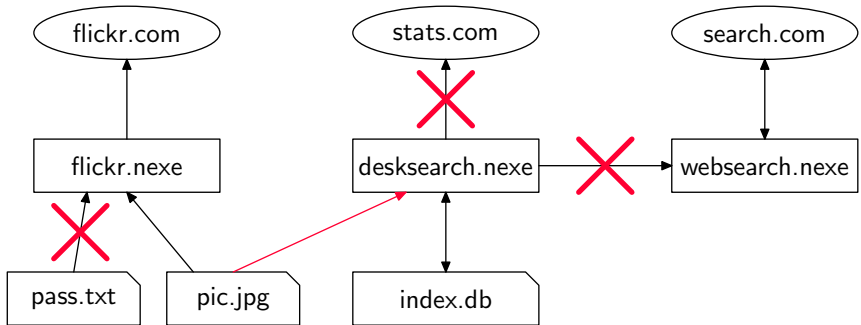 flickr.com
stats.com
search.com
flickr.nexe
desksearch.nexe
websearch.nexe
pass.txt
pic.jpg
index.db